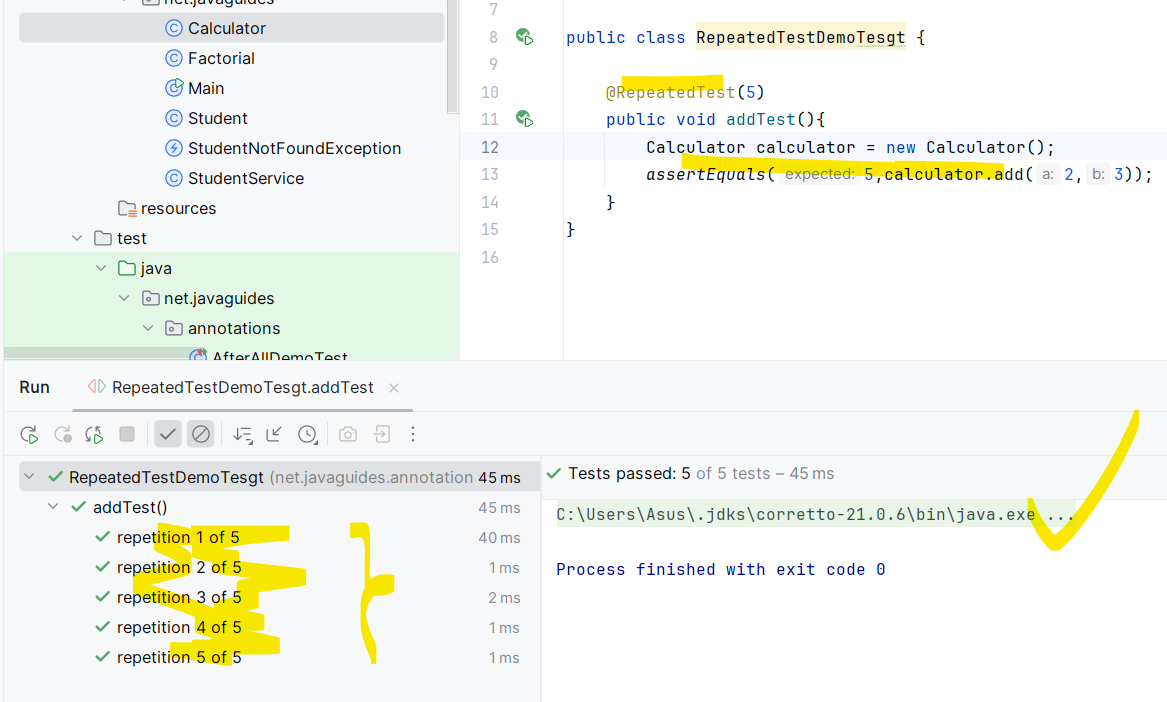 net.javaguides
Calculator
Factorial
Main
Student
StudentNotFoundException
StudentService
resources
test
java
net.javaguides
annotations
AfterAllDemoTest
7
8 public class RepeatedTestDemoTesgt {
9
10 @RepeatedTest(5)
11 public void addTest(){
12 Calculator calculator = new Calculator();
13 assertEquals( expected: 5,calculator.add( a: 2, b: 3));
14 }
15 }
16
Run RepeatedTestDemoTesgt.addTest ×
RepeatedTestDemoTesgt (net.javaguides.annotation 45 ms
addTest() 45 ms
repetition 1 of 5 40 ms
repetition 2 of 5 1 ms
repetition 3 of 5 2 ms
repetition 4 of 5 1 ms
repetition 5 of 5 1 ms
Tests passed: 5 of 5 tests – 45 ms
C:\Users\Asus\.jdks\corretto-21.0.6\bin\java.exe ...
Process finished with exit code 0